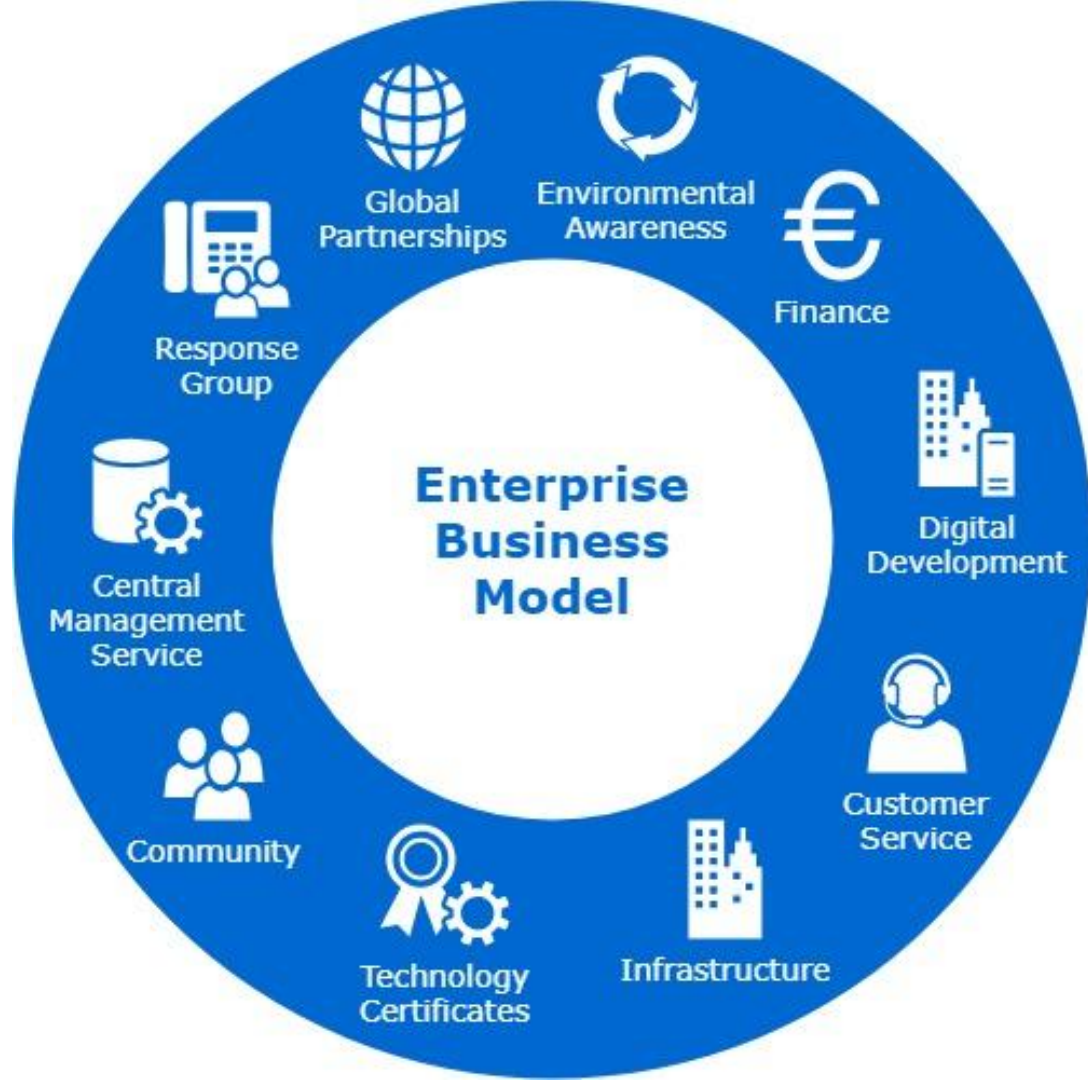 Global
Partnerships
Environmental
Awareness
Finance
Digital
Development
Customer
Service
Infrastructure
Technology
Certificates
Community
Central
Management
Service
Response
Group
Enterprise
Business
Model